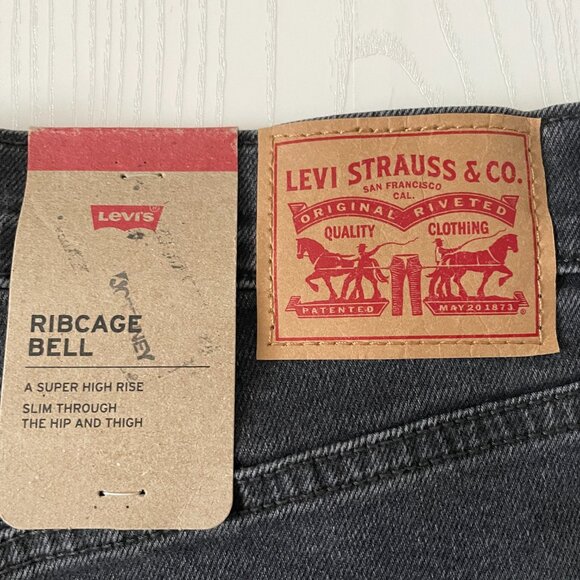 Levi's
RIBCAGE
BELL
A SUPER HIGH RISE
SLIM THROUGH
THE HIP AND THIGH
LEVI STRAUSS & CO.
SAN FRANCISCO
CAL.
ORIGINAL RIVETED
QUALITY CLOTHING
PATENTED MAY 20 1873 ®